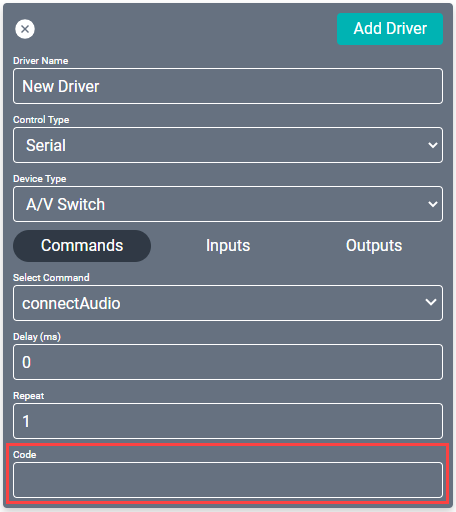 Add Driver
Driver Name
New Driver
Control Type
Serial
Device Type
A/V Switch
Commands Inputs Outputs
Select Command
connectAudio
Delay (ms)
0
Repeat
1
Code